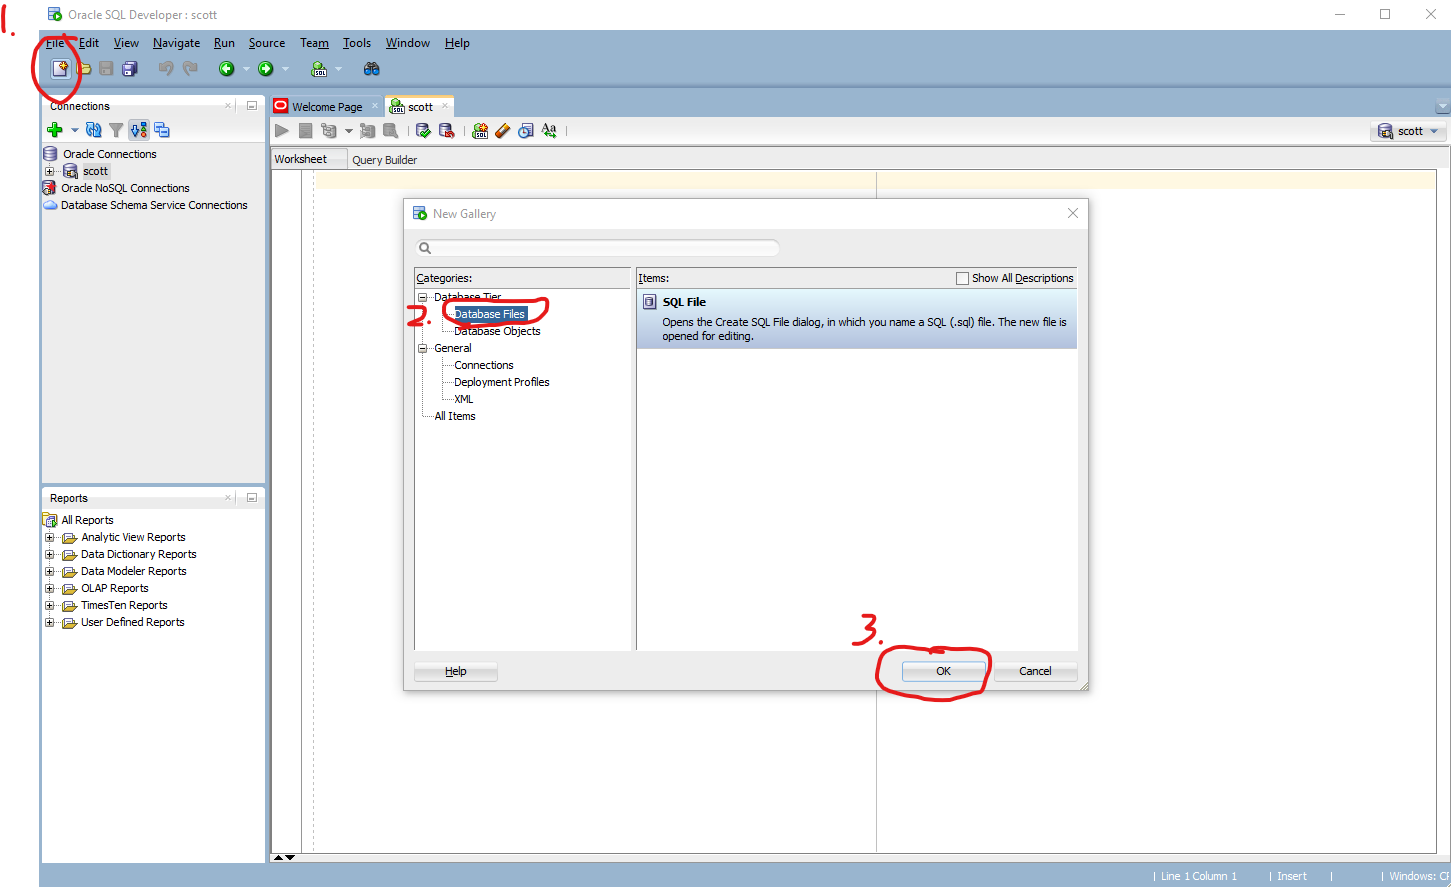 1.
Oracle SQL Developer : scott
File Edit View Navigate Run Source Team Tools Window Help
Connections
Welcome Page
scott
scott
Worksheet
Query Builder
Oracle Connections
scott
Oracle NoSQL Connections
Database Schema Service Connections
New Gallery
Categories:
Database Tier
2.
Database Files
Database Objects
General
Connections
Deployment Profiles
XML
All Items
Items:
Show All Descriptions
SQL File
Opens the Create SQL File dialog, in which you name a SQL (.sql) file. The new file is
opened for editing.
3.
Help
OK
Cancel
Reports
All Reports
Analytic View Reports
Data Dictionary Reports
Data Modeler Reports
OLAP Reports
TimesTen Reports
User Defined Reports
Line 1 Column 1
Insert
Windows: